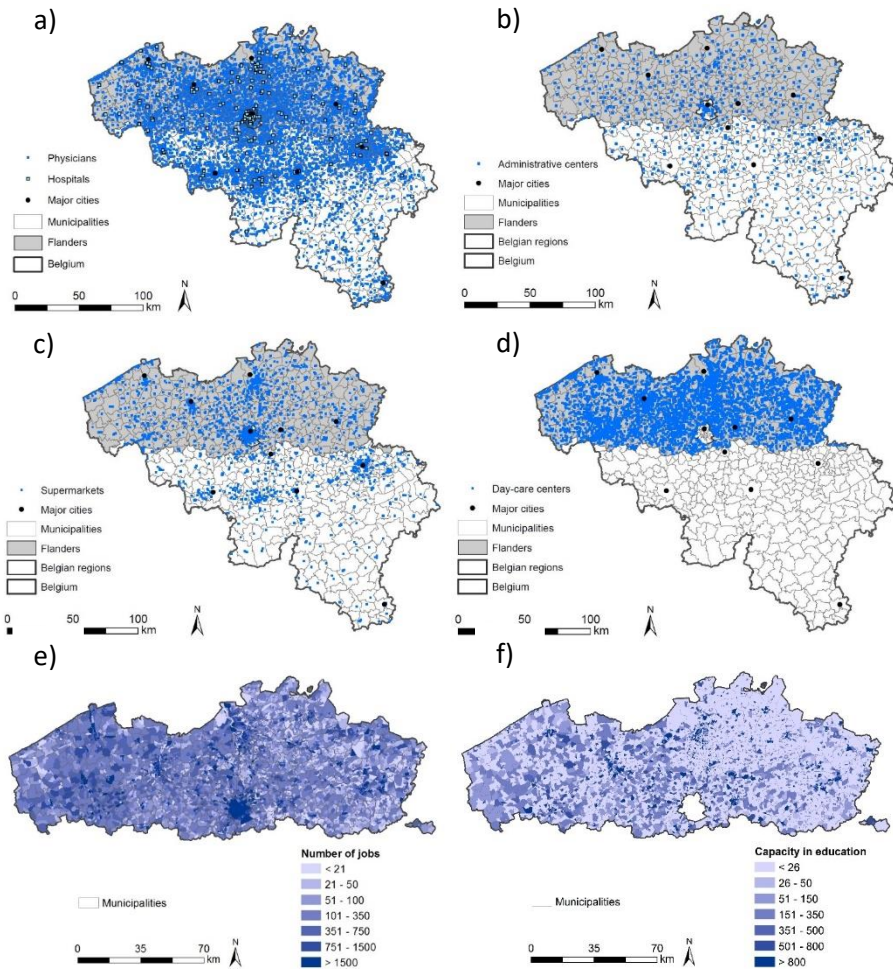 a)
Physicians
Hospitals
Major cities
Municipalities
Flanders
Belgium
0 50 100
km
N
b)
Administrative centers
Major cities
Municipalities
Flanders
Belgian regions
Belgium
0 50 100
km
N
c)
Supermarkets
Major cities
Municipalities
Flanders
Belgian regions
Belgium
0 50 100
km
N
d)
Day-care centers
Major cities
Municipalities
Flanders
Belgian regions
Belgium
0 50 100
km
N
e)
Number of jobs
< 21
21 - 50
51 - 100
101 - 350
351 - 750
751 - 1500
> 1500
Municipalities
0 35 70
km
N
f)
Capacity in education
< 26
26 - 50
51 - 150
151 - 350
351 - 500
501 - 800
> 800
Municipalities
0 35 70
km
N